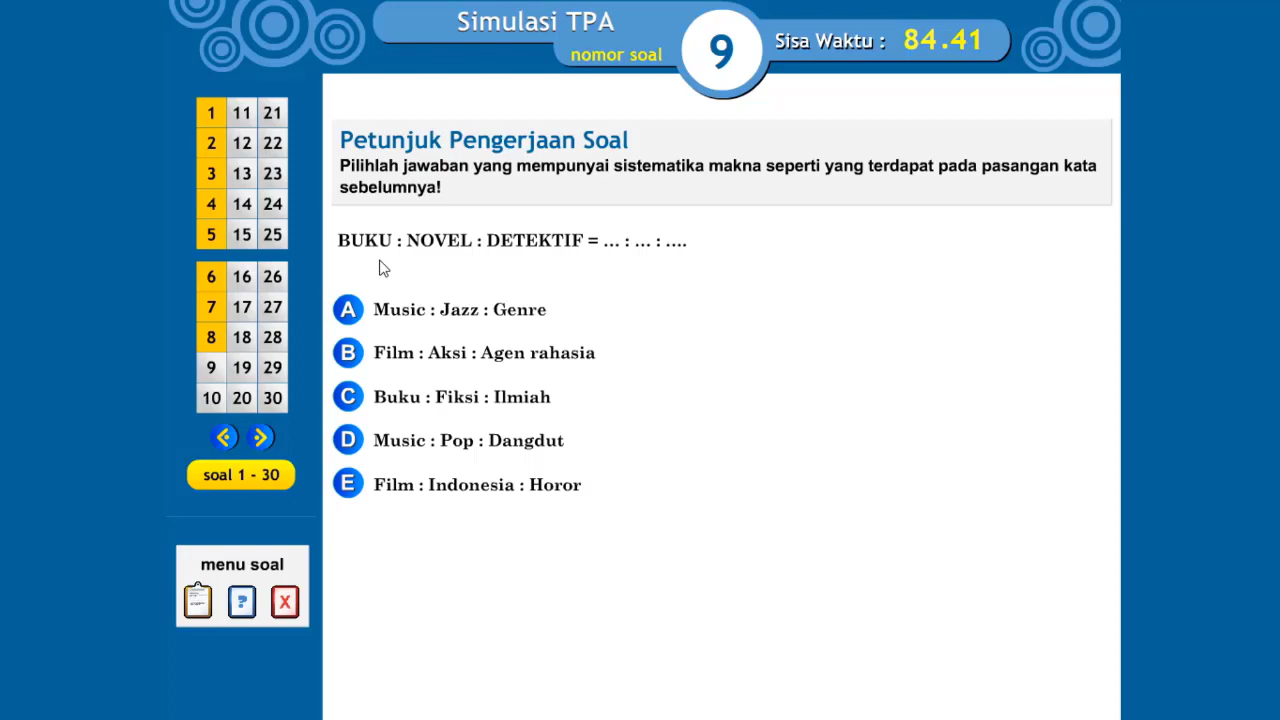 Simulasi TPA
nomor soal
9
Sisa Waktu : 84.41
1 11 21
2 12 22
3 13 23
4 14 24
5 15 25
6 16 26
7 17 27
8 18 28
9 19 29
10 20 30
soal 1 - 30
menu soal
?
X
Petunjuk Pengerjaan Soal
Pilihlah jawaban yang mempunyai sistematika makna seperti yang terdapat pada pasangan kata
sebelumnya!
BUKU : NOVEL : DETEKTIF = ... : ... : ....
A Music : Jazz : Genre
B Film : Aksi : Agen rahasia
C Buku : Fiksi : Ilmiah
D Music : Pop : Dangdut
E Film : Indonesia : Horor